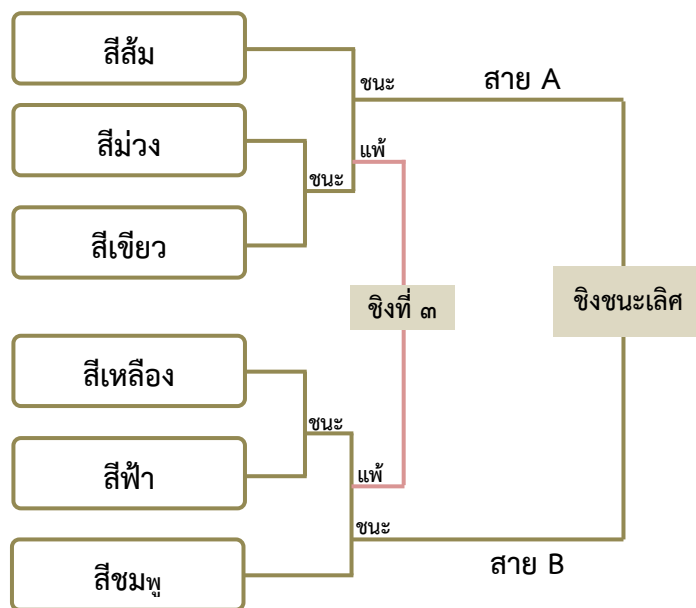 สีส้ม
ชนะ
สาย A
สีม่วง
แพ้
ชนะ
สีเขียว
ชิงที่ ๓
ชิงชนะเลิศ
สีเหลือง
ชนะ
สีฟ้า
แพ้
ชนะ
สาย B
สีชมพู